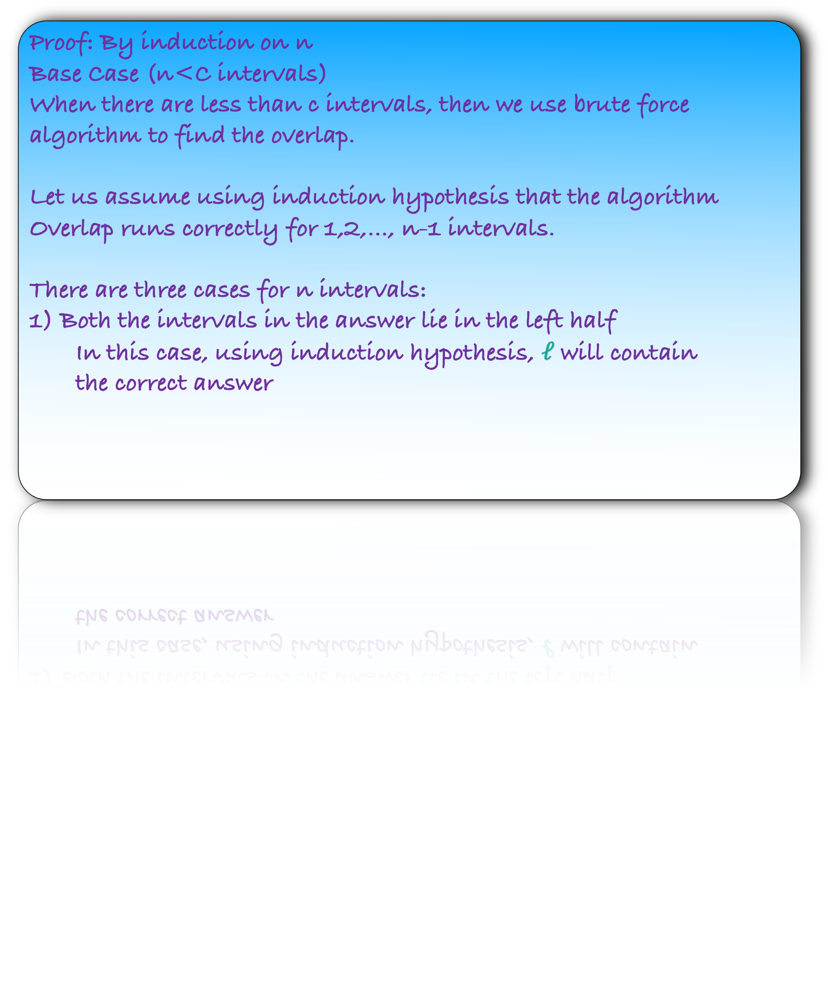 Proof: By induction on n
Base Case (n<C intervals)
When there are less than c intervals, then we use brute force
algorithm to find the overlap.
Let us assume using induction hypothesis that the algorithm
Overlap runs correctly for 1,2,..., n-1 intervals.
There are three cases for n intervals:
1) Both the intervals in the answer lie in the left half
In this case, using induction hypothesis, ℓ will contain
the correct answer